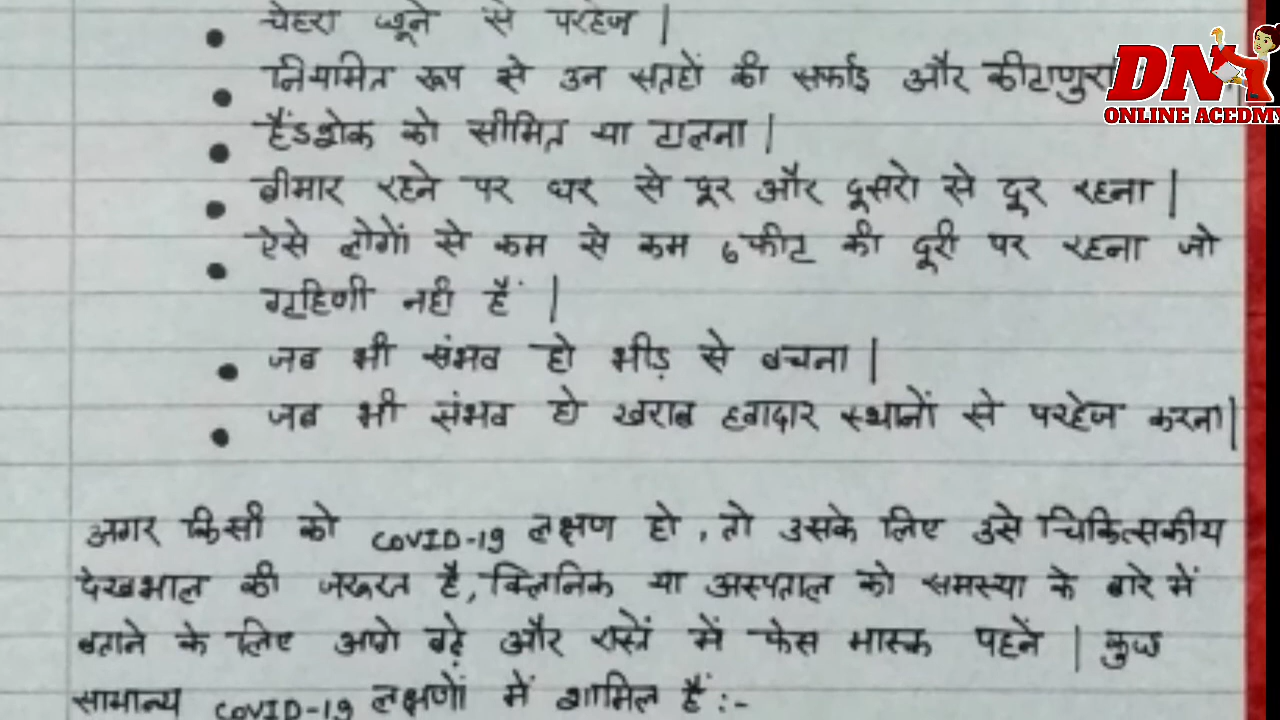 चेहरा छूने से परहेज |
DN
नियमित रूप से उन सतहों की सफाई और कीटाणुरा
ONLINE ACEDMY
हैंडशेक को सीमित या टालना |
बीमार रहने पर घर से दूर और दूसरो से दूर रहना |
ऐसे लोगों से कम से कम 6 फीट की दूरी पर रहना जो
गृहिणी नही हैं |
जब भी संभव हो भीड़ से बचना |
जब भी संभव हो खराब हवादार स्थानों से परहेज करना|
अगर किसी को COVID-19 लक्षण हो, तो उसके लिए उसे चिकित्सकीय
देखभाल की जरूरत है, क्लिनिक या अस्पताल को समस्या के बारे में
बताने के लिए आगे बढ़े और रास्ते में फेस मास्क पहनें | कुछ
सामान्य COVID-19 लक्षणों में शामिल हैं:-